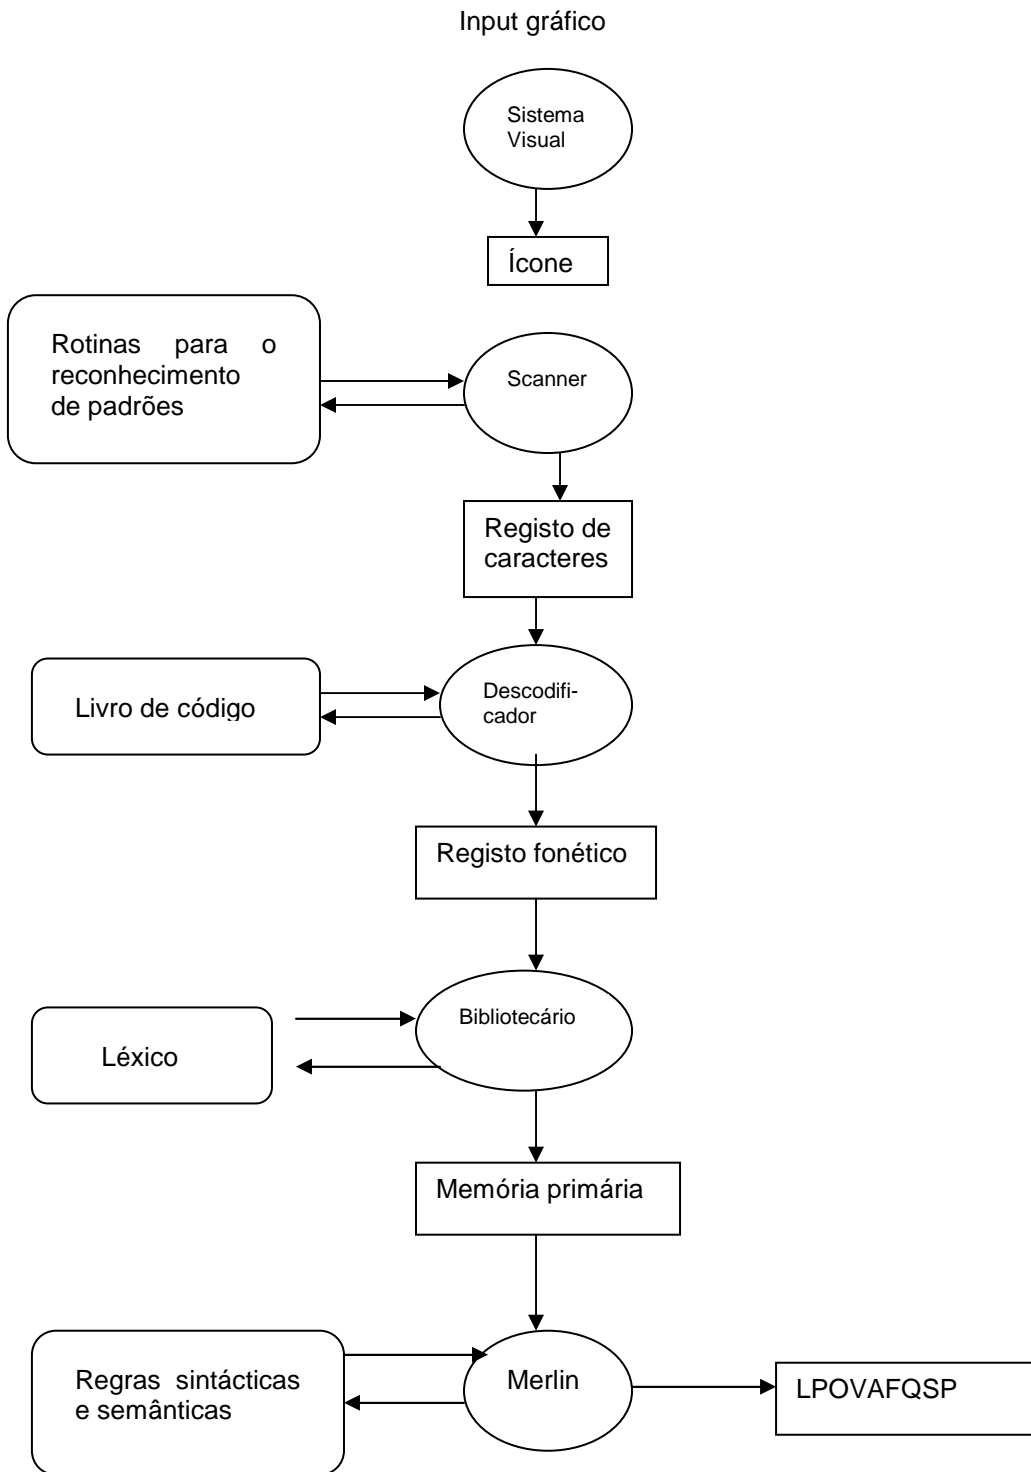 Input gráfico
Sistema
Visual
Ícone
Rotinas para o
reconhecimento
de padrões
Scanner
Registo de
caracteres
Livro de código
Descodifi-
cador
Registo fonético
Bibliotecário
Léxico
Memória primária
Regras sintácticas
e semânticas
Merlin
LPOVAFQSP